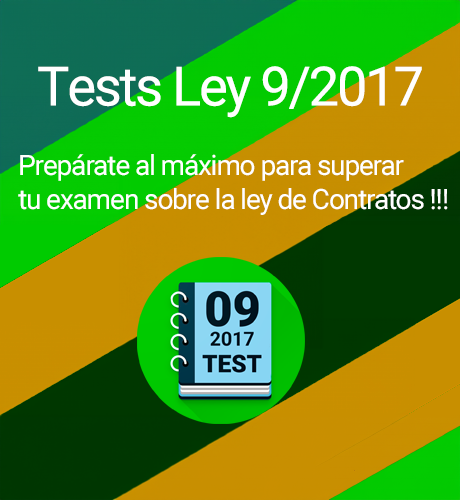 Tests Ley 9/2017
Prepárate al máximo para superar
tu examen sobre la ley de Contratos !!!
09
2017
TEST